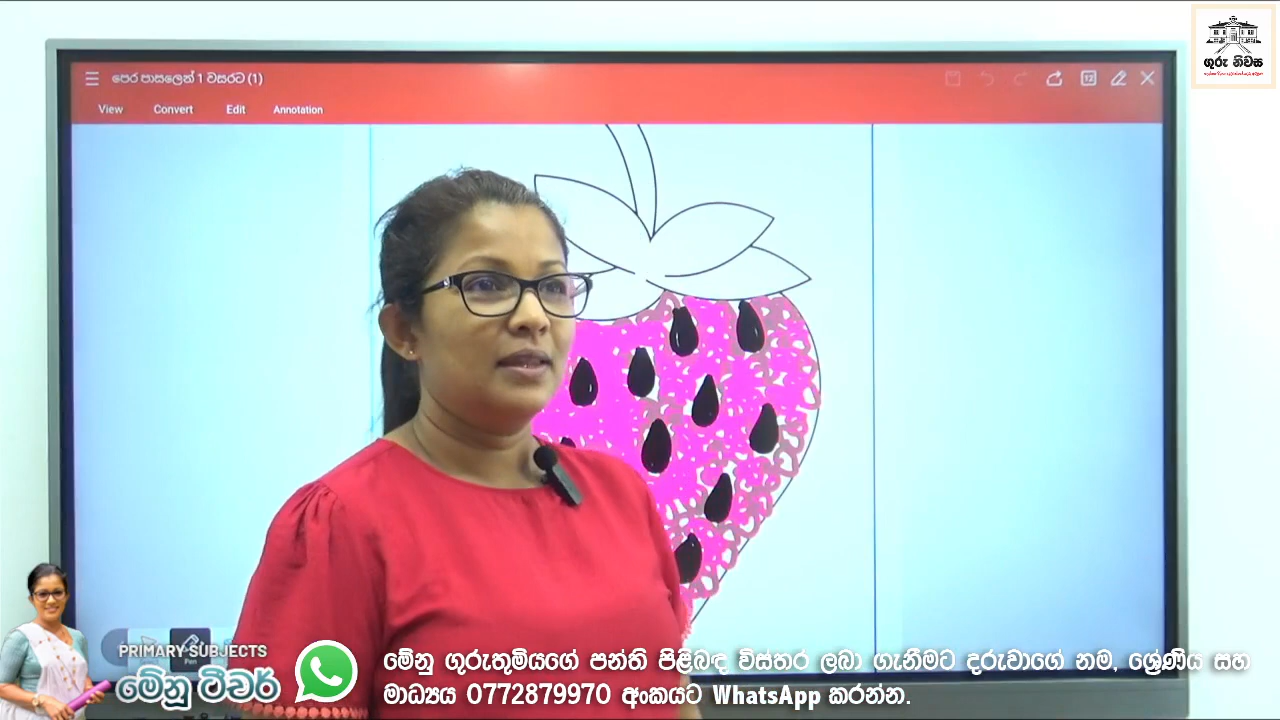 ගුරු නිවස
පෙර පාසලෙන් 1 වසරට (1)
View Convert Edit Annotation
Pen
PRIMARY SUBJECTS
මේනු ටීචර්
මේනු ගුරුතුමියගේ පන්ති පිළිබඳ විස්තර ලබා ගැනීමට දරුවාගේ නම, ශ්‍රේණිය සහ
මාධ්‍යය 0772879970 අංකයට WhatsApp කරන්න.